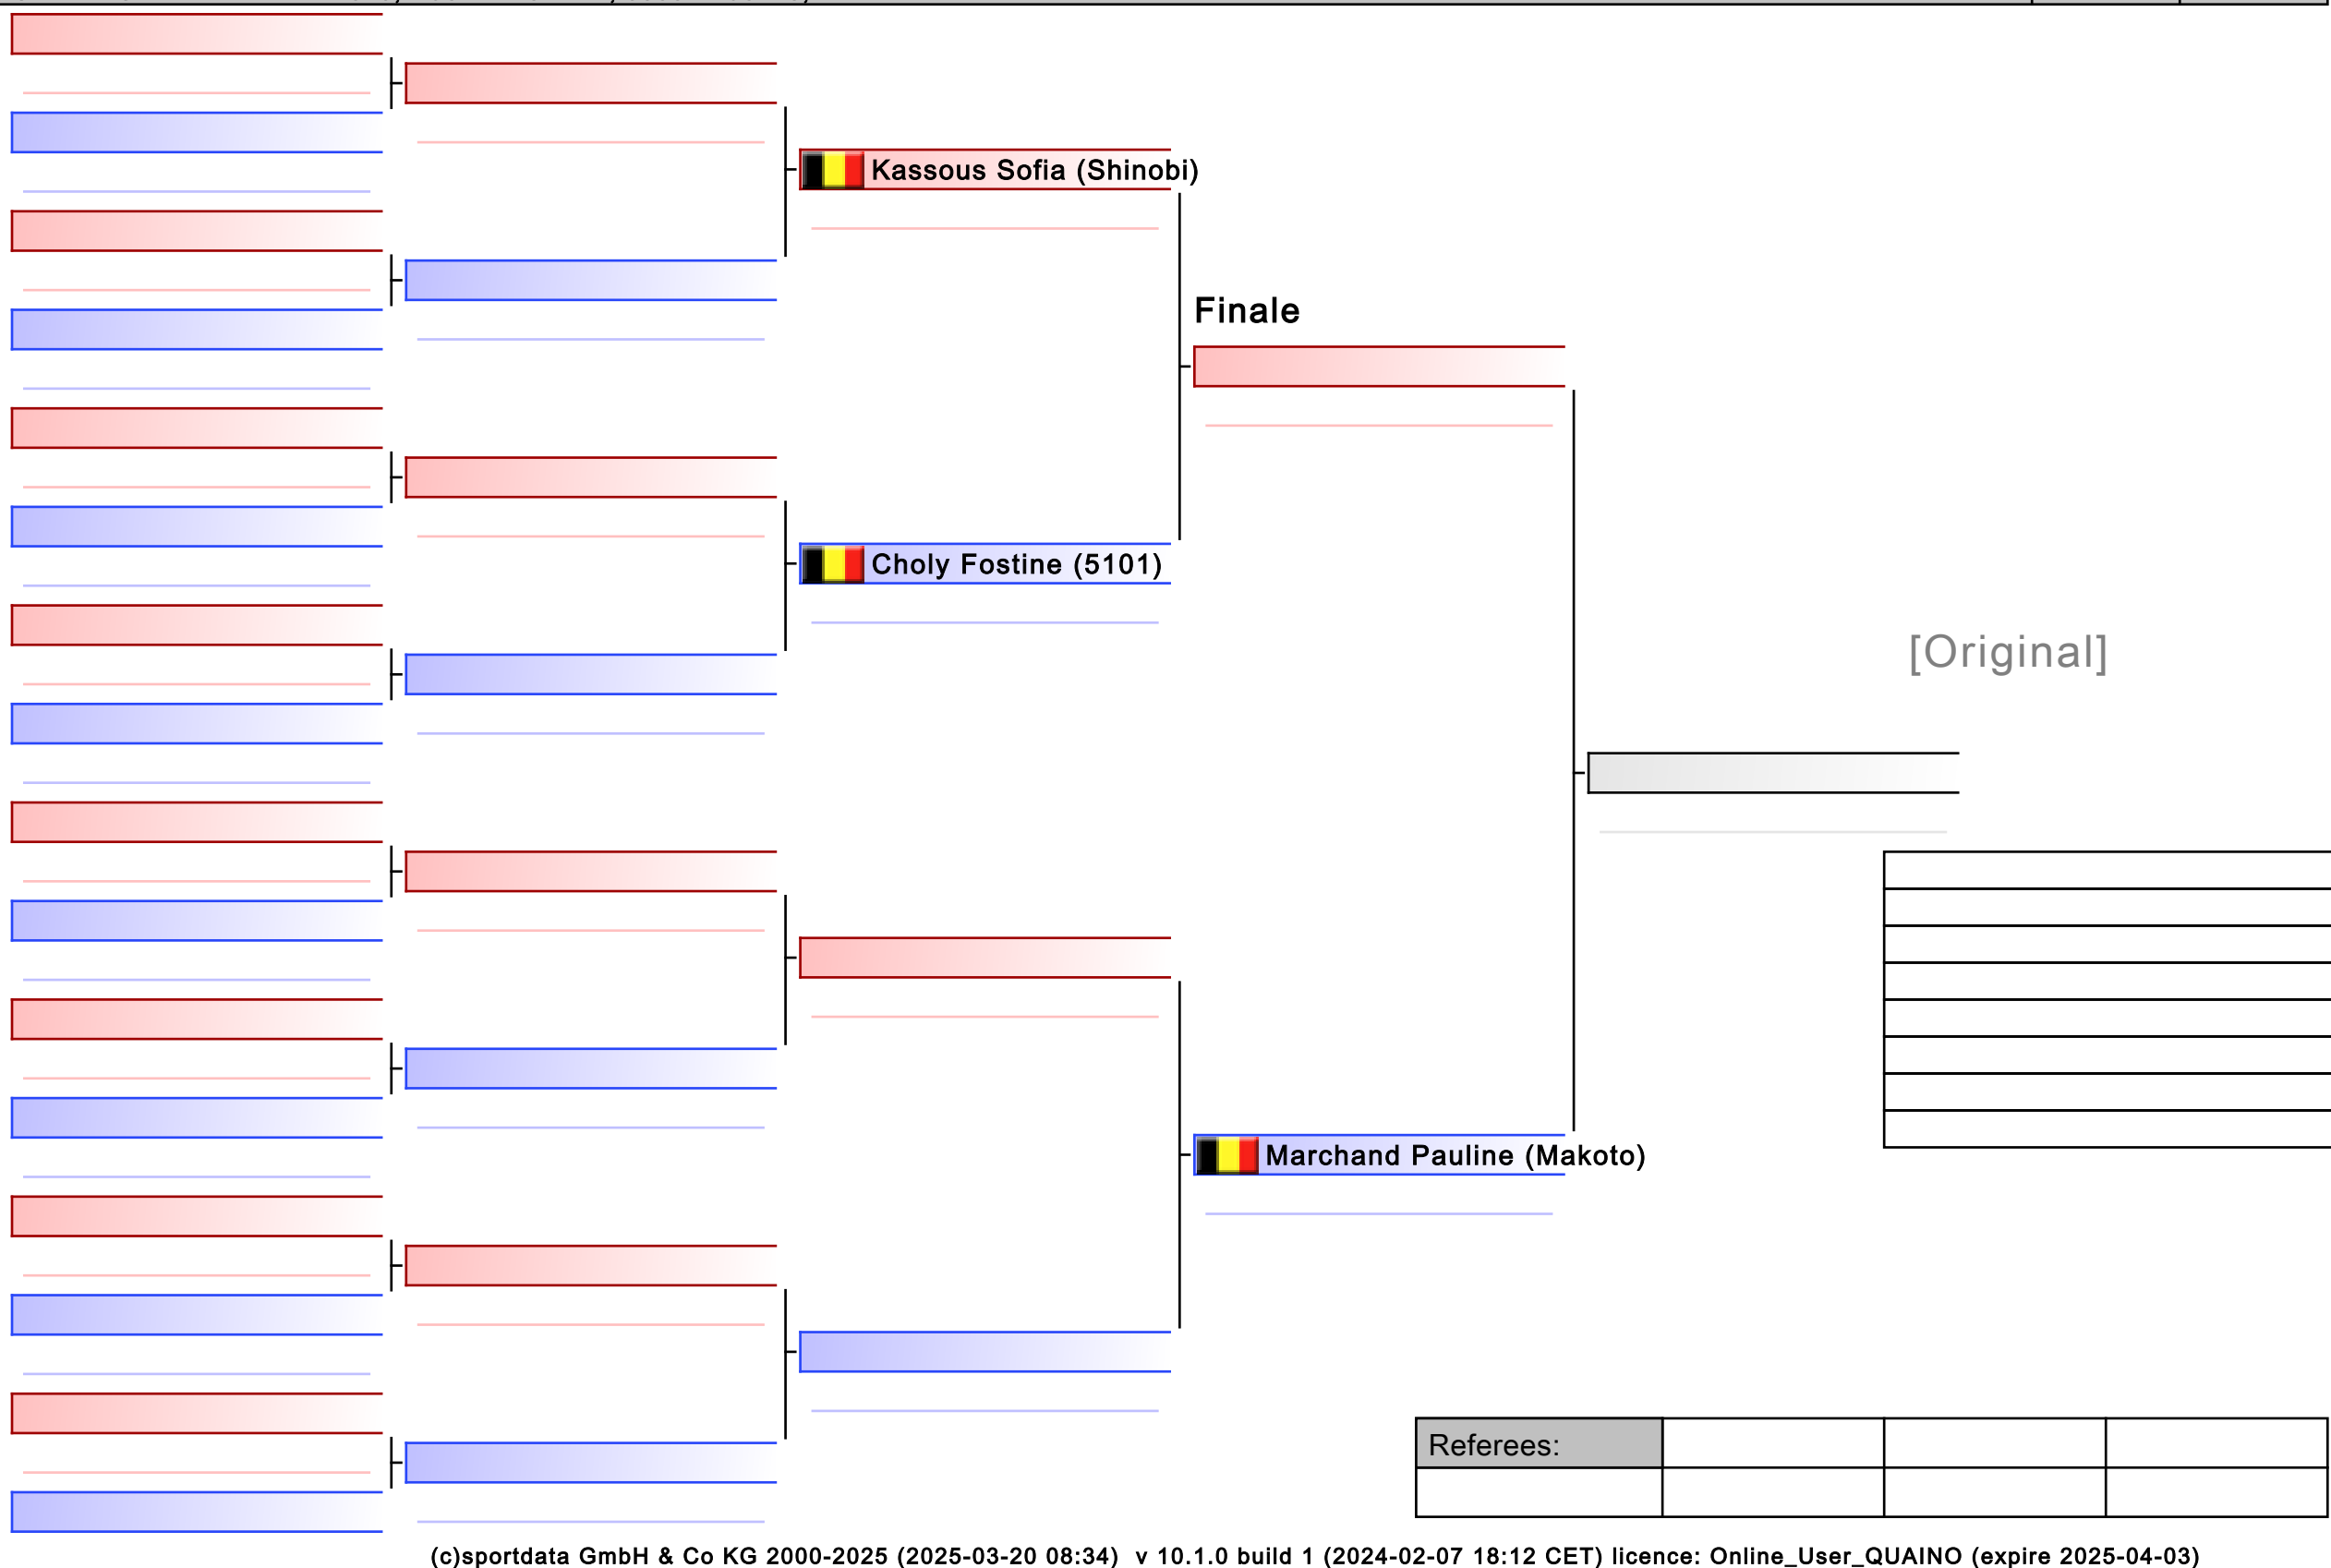 Kassous Sofia (Shinobi)
Finale
Choly Fostine (5101)
[Original]
Marchand Pauline (Makoto)
Referees:
(c)sportdata GmbH & Co KG 2000-2025 (2025-03-20 08:34) v 10.1.0 build 1 (2024-02-07 18:12 CET) licence: Online_User_QUAINO (expire 2025-04-03)